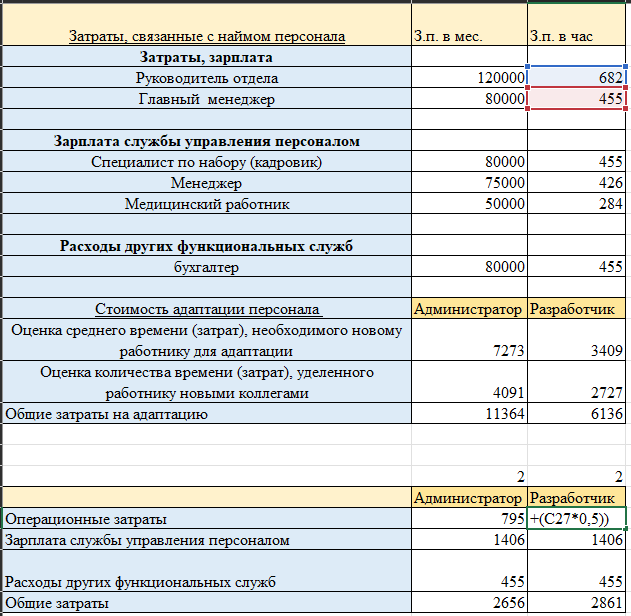 Затраты, связанные с наймом персонала З.п. в мес. З.п. в час
Затраты, зарплата
Руководитель отдела 120000 682
Главный менеджер 80000 455
Зарплата службы управления персоналом
Специалист по набору (кадровик) 80000 455
Менеджер 75000 426
Медицинский работник 50000 284
Расходы других функциональных служб
бухгалтер 80000 455
Стоимость адаптации персонала Администратор Разработчик
Оценка среднего времени (затрат), необходимого новому
работнику для адаптации 7273 3409
Оценка количества времени (затрат), уделенного
работнику новыми коллегами 4091 2727
Общие затраты на адаптацию 11364 6136
2 2
Администратор Разработчик
Операционные затраты 795 +(C27*0,5))
Зарплата службы управления персоналом 1406 1406
Расходы других функциональных служб 455 455
Общие затраты 2656 2861